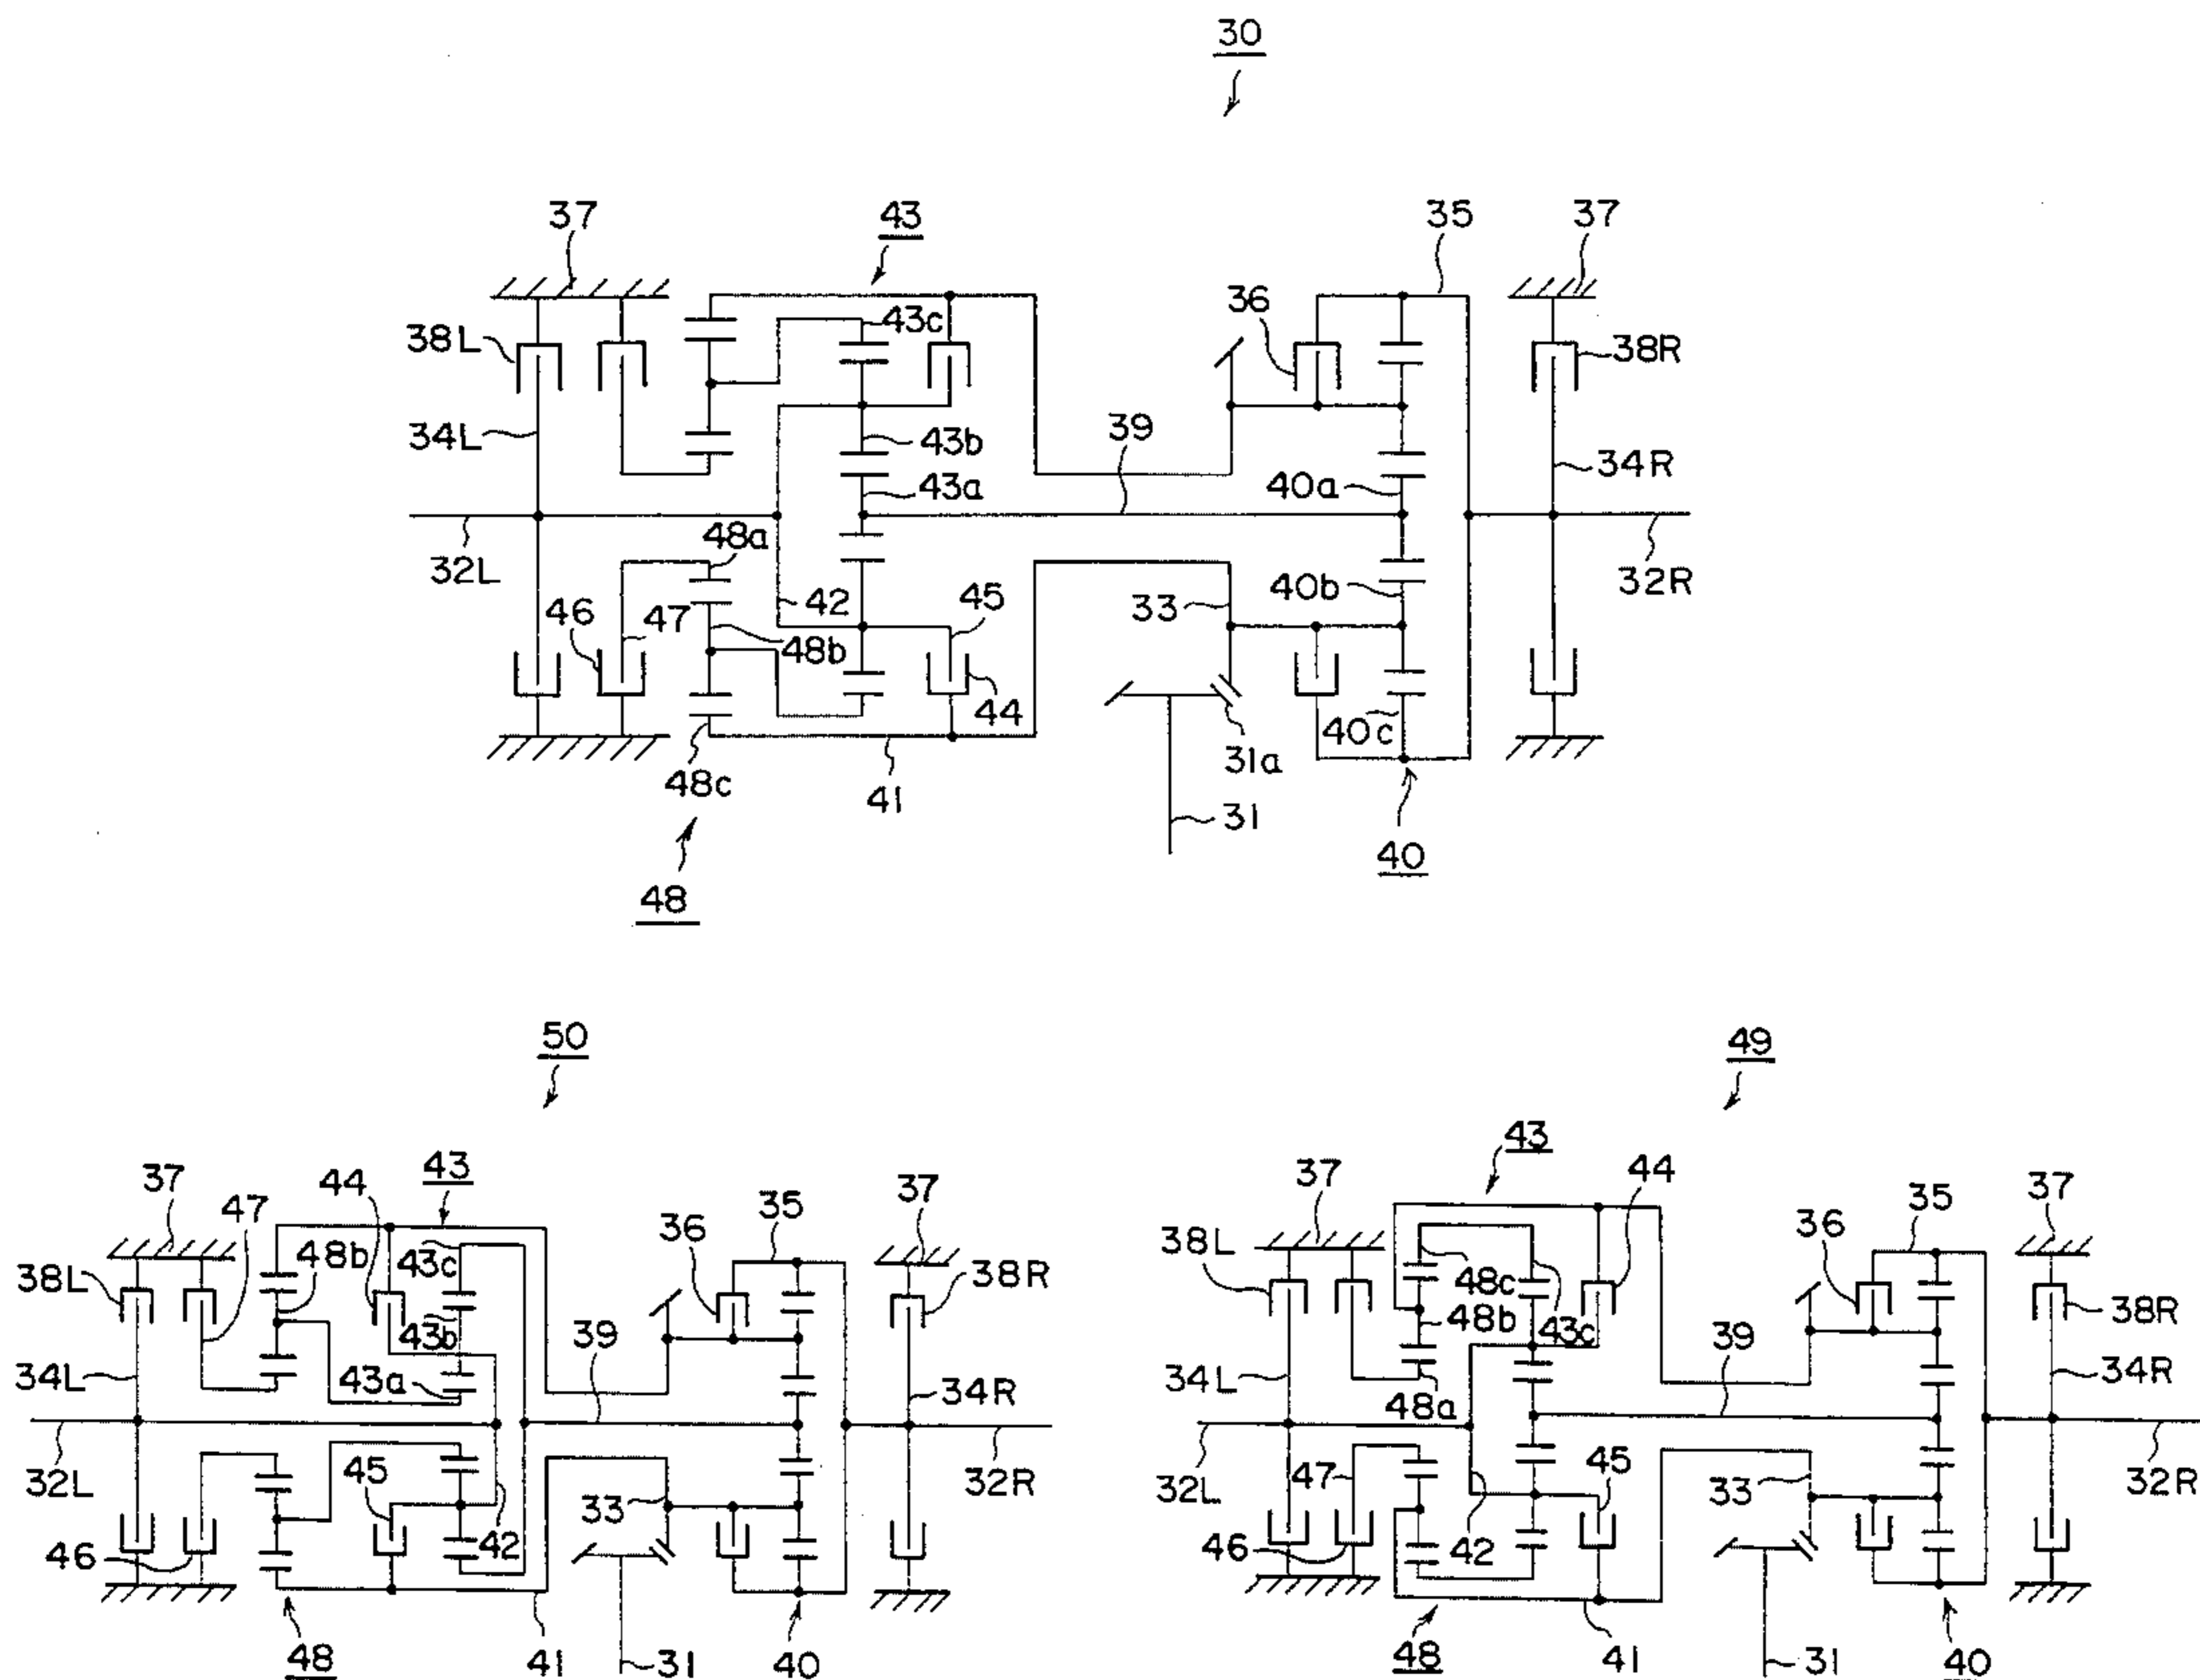 30
37 43 35 37
38L 43c 36 38R
34L 43b 39 34R
43a 40a
48a
32L 42 45 33 40b 32R
46 47 48b
44 40c 31a
48c 41 31
48 40
50
43
37 47 44 35 37
48b 43c 36
38L 38R
43b 39
34L 43a 34R
32L 45 33 32R
46 42
48 41 31 40
49
43
37 44 35 37
38L 48c 36 38R
48b 43c 39
34L 48a 34R
32L 47 45 33 32R
46 42
48 41 31 40